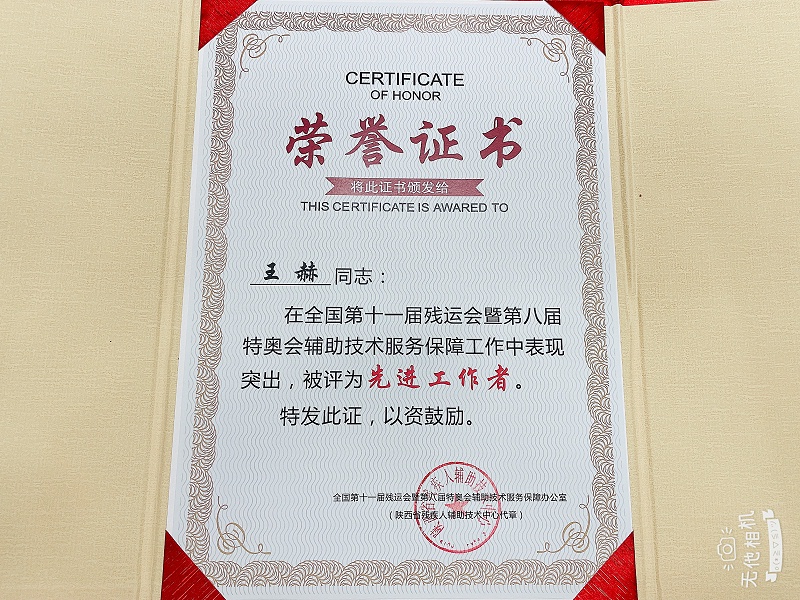 CERTIFICATE
OF HONOR
荣誉证书
将此证书颁发给
THIS CERTIFICATE IS AWARED TO
王赫 同志：
在全国第十一届残运会暨第八届
特奥会辅助技术服务保障工作中表现
突出，被评为先进工作者。
特发此证，以资鼓励。
全国第十一届残运会暨第八届特奥会辅助技术服务保障办公室
（陕西省残疾人辅助技术中心代章）
无他相机